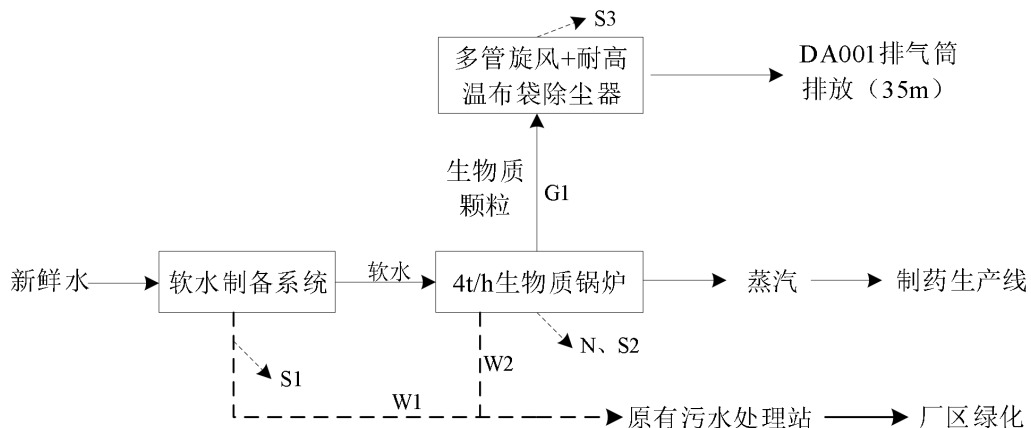 S3
多管旋风+耐高
温布袋除尘器
DA001排气筒
排放（35m）
生物质
颗粒
G1
新鲜水
软水制备系统
软水
4t/h生物质锅炉
蒸汽
制药生产线
N、S2
W2
S1
W1
原有污水处理站
厂区绿化